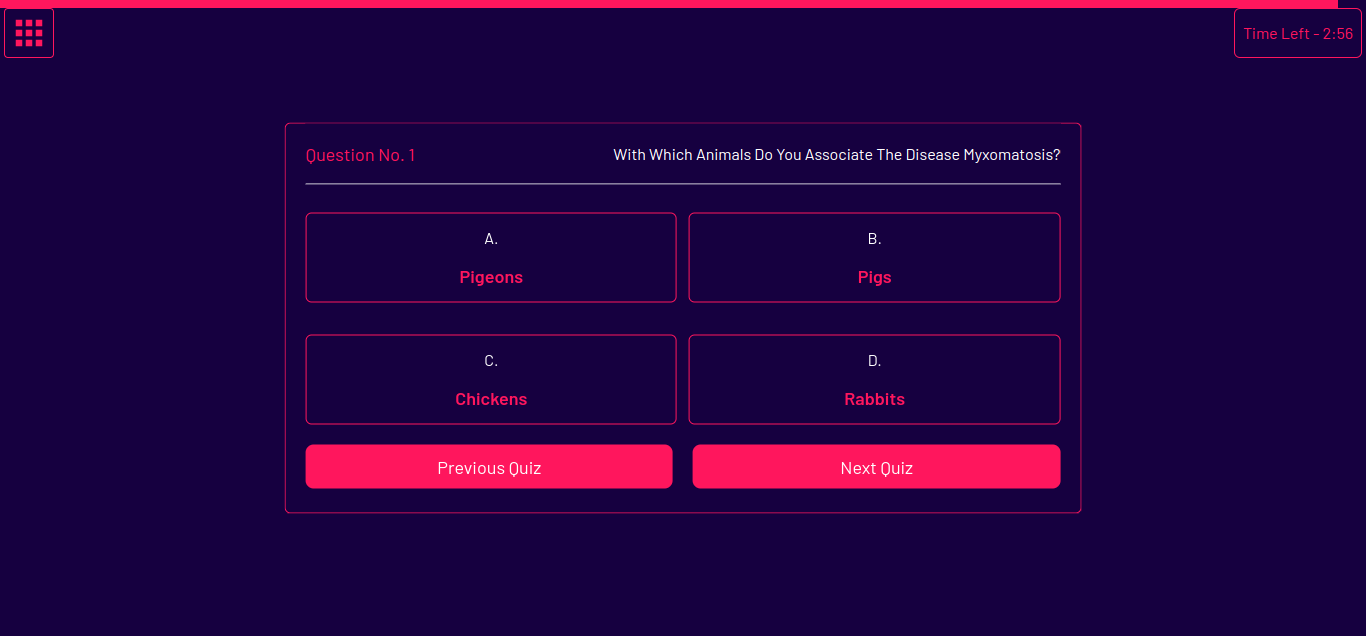 Time Left - 2:56
Question No. 1
With Which Animals Do You Associate The Disease Myxomatosis?
A.
Pigeons
B.
Pigs
C.
Chickens
D.
Rabbits
Previous Quiz
Next Quiz